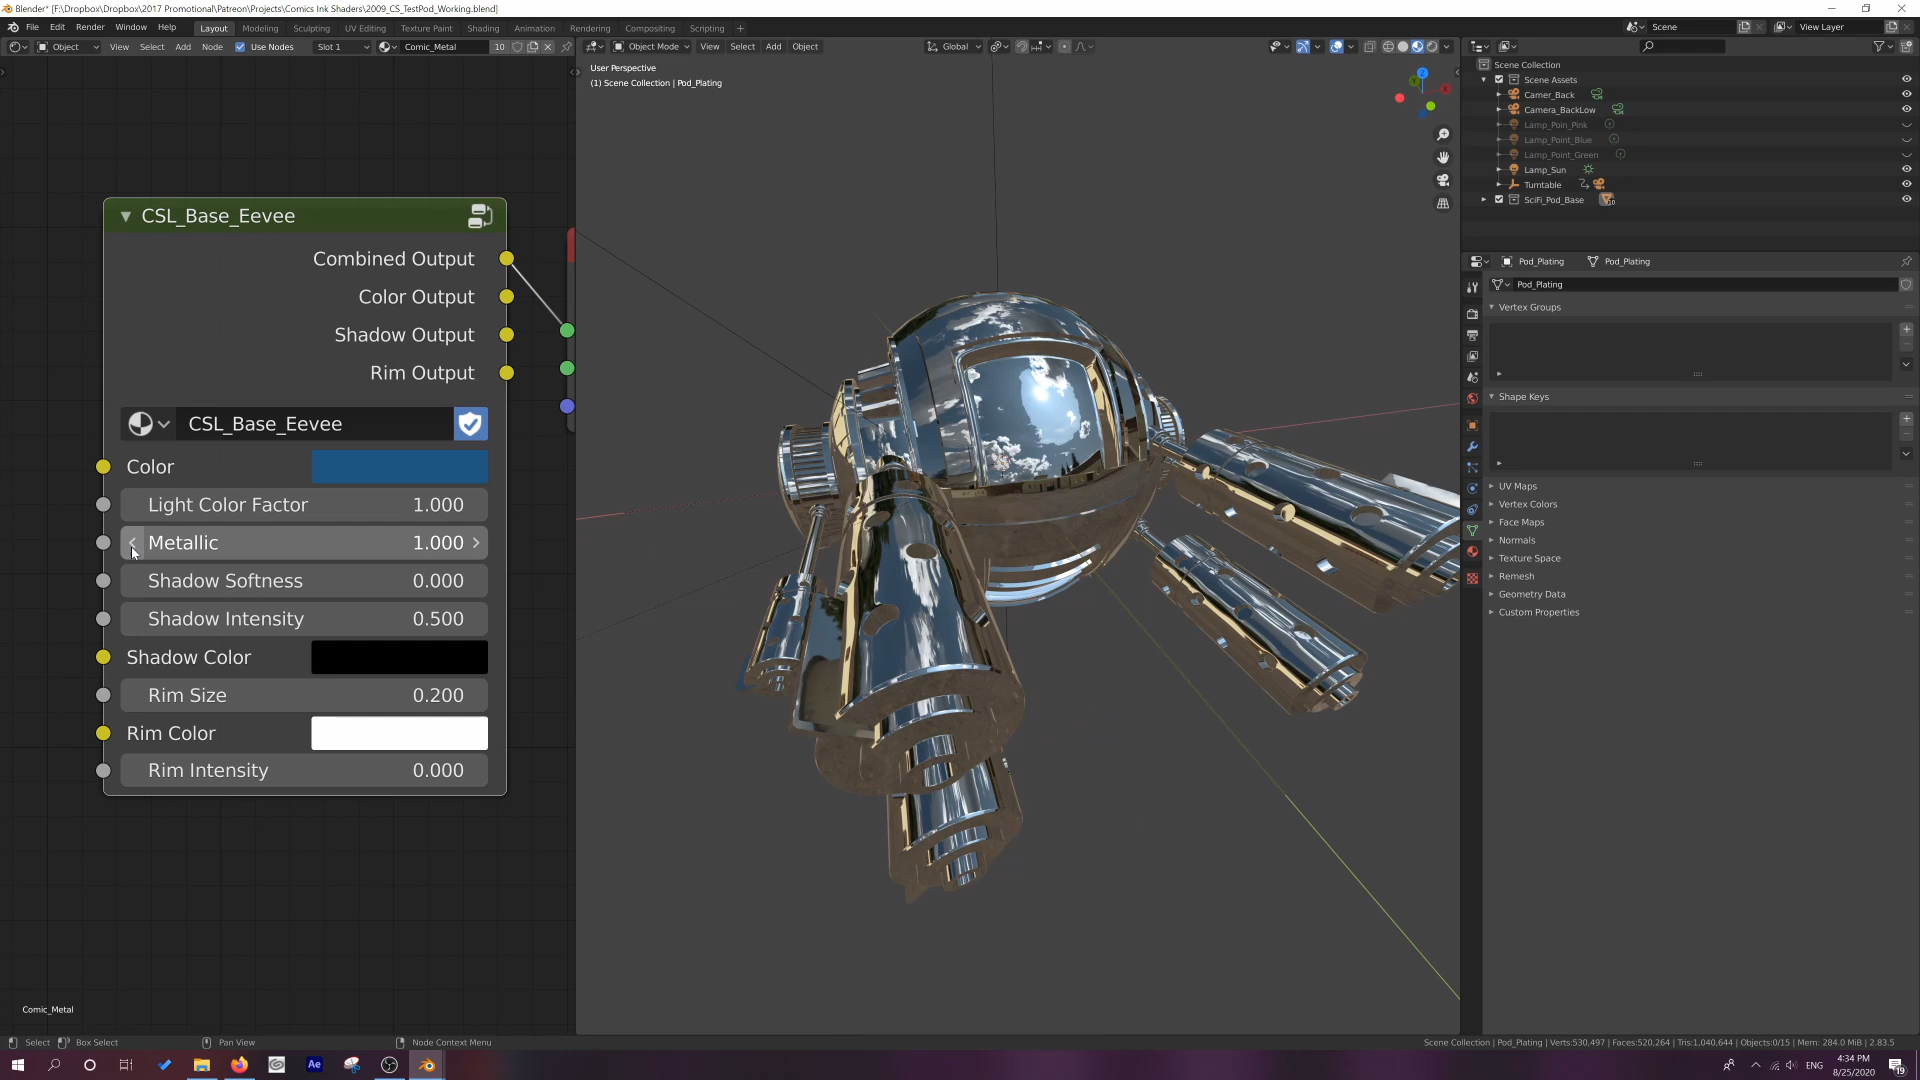 Blender* [F:\Dropbox\Dropbox\2017 Promotional\Patreon\Projects\Comics Ink Shaders\2009_CS_TestPod_Working.blend]
File Edit Render Window Help Layout Modeling Sculpting UV Editing Texture Paint Shading Animation Rendering Compositing Scripting + Scene View Layer
Object View Select Add Node Use Nodes Slot 1 Comic_Metal 10 Object Mode View Select Add Object Global
User Perspective
(1) Scene Collection | Pod_Plating
Scene Collection
Scene Assets
Camer_Back
Camera_BackLow
Lamp_Poin_Pink
Lamp_Point_Blue
Lamp_Point_Green
Lamp_Sun
Turntable
SciFi_Pod_Base
Pod_Plating Pod_Plating
Pod_Plating
Vertex Groups
Shape Keys
UV Maps
Vertex Colors
Face Maps
Normals
Texture Space
Remesh
Geometry Data
Custom Properties
CSL_Base_Eevee
Combined Output
Color Output
Shadow Output
Rim Output
CSL_Base_Eevee
Color
Light Color Factor 1.000
Metallic 1.000
Shadow Softness 0.000
Shadow Intensity 0.500
Shadow Color
Rim Size 0.200
Rim Color
Rim Intensity 0.000
Comic_Metal
Select Box Select Pan View Node Context Menu Scene Collection | Pod_Plating | Verts:530,497 | Faces:520,264 | Tris:1,040,644 | Objects:0/15 | Mem: 284.0 MiB | 2.83.5
Ae ENG 4:34 PM
8/25/2020 19